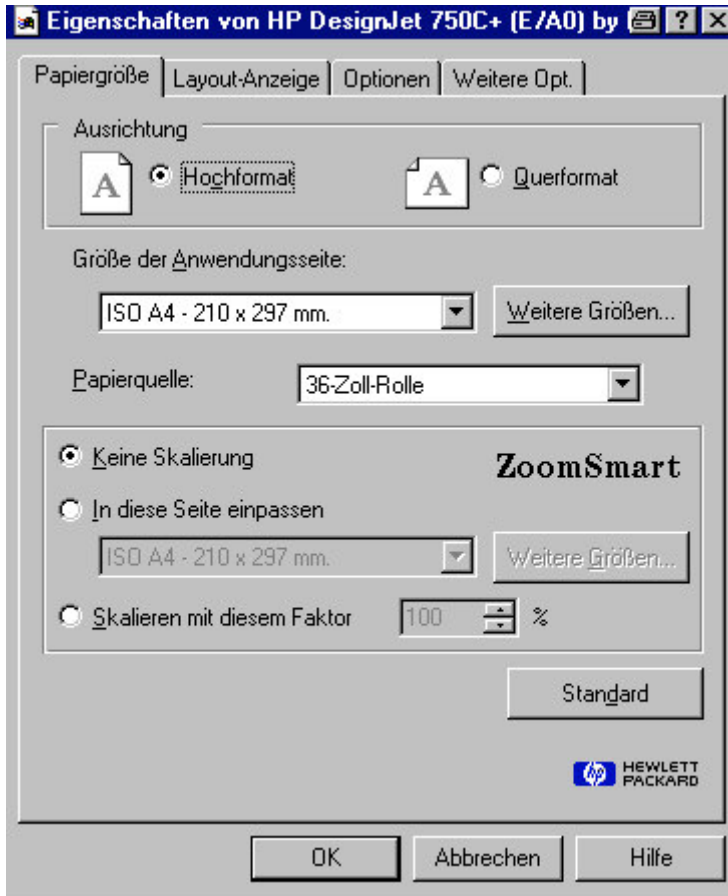 Eigenschaften von HP DesignJet 750C+ (E/A0) by
Papiergröße Layout-Anzeige Optionen Weitere Opt.
Ausrichtung
A Hochformat A Querformat
Größe der Anwendungsseite:
ISO A4 - 210 x 297 mm. Weitere Größen...
Papierquelle: 36-Zoll-Rolle
Keine Skalierung ZoomSmart
In diese Seite einpassen
ISO A4 - 210 x 297 mm. Weitere Größen...
Skalieren mit diesem Faktor 100 %
Standard
hp HEWLETT
PACKARD
OK Abbrechen Hilfe